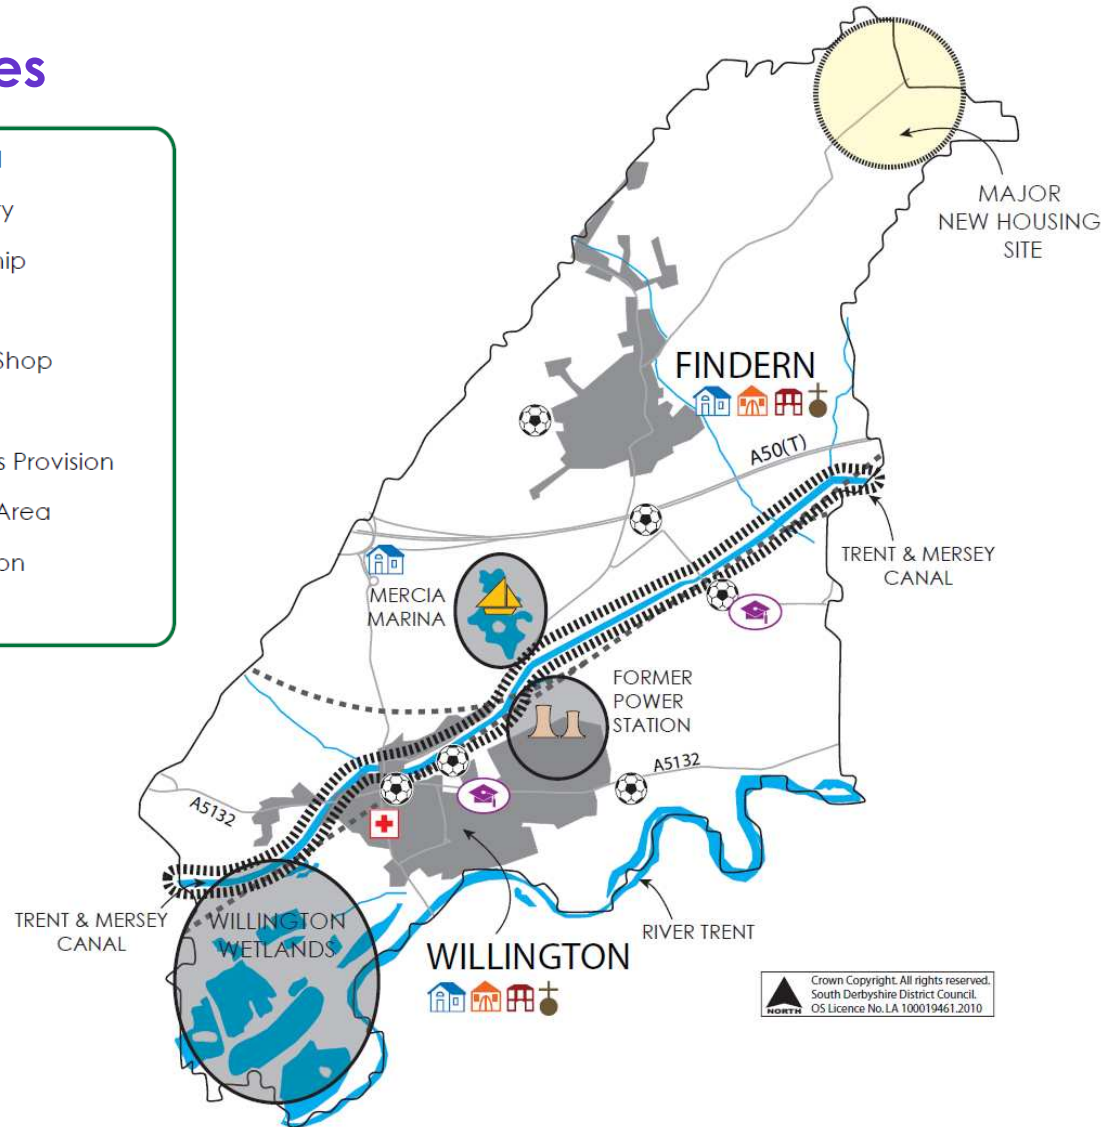 es
l
ry
hip
Shop
s Provision
Area
on
MAJOR
NEW HOUSING
SITE
FINDERN
A50(T)
TRENT & MERSEY
CANAL
MERCIA
MARINA
FORMER
POWER
STATION
A5132
A5132
TRENT & MERSEY
CANAL
WILLINGTON
WETLANDS
RIVER TRENT
WILLINGTON
NORTH
Crown Copyright. All rights reserved.
South Derbyshire District Council.
OS Licence No. LA 100019461.2010